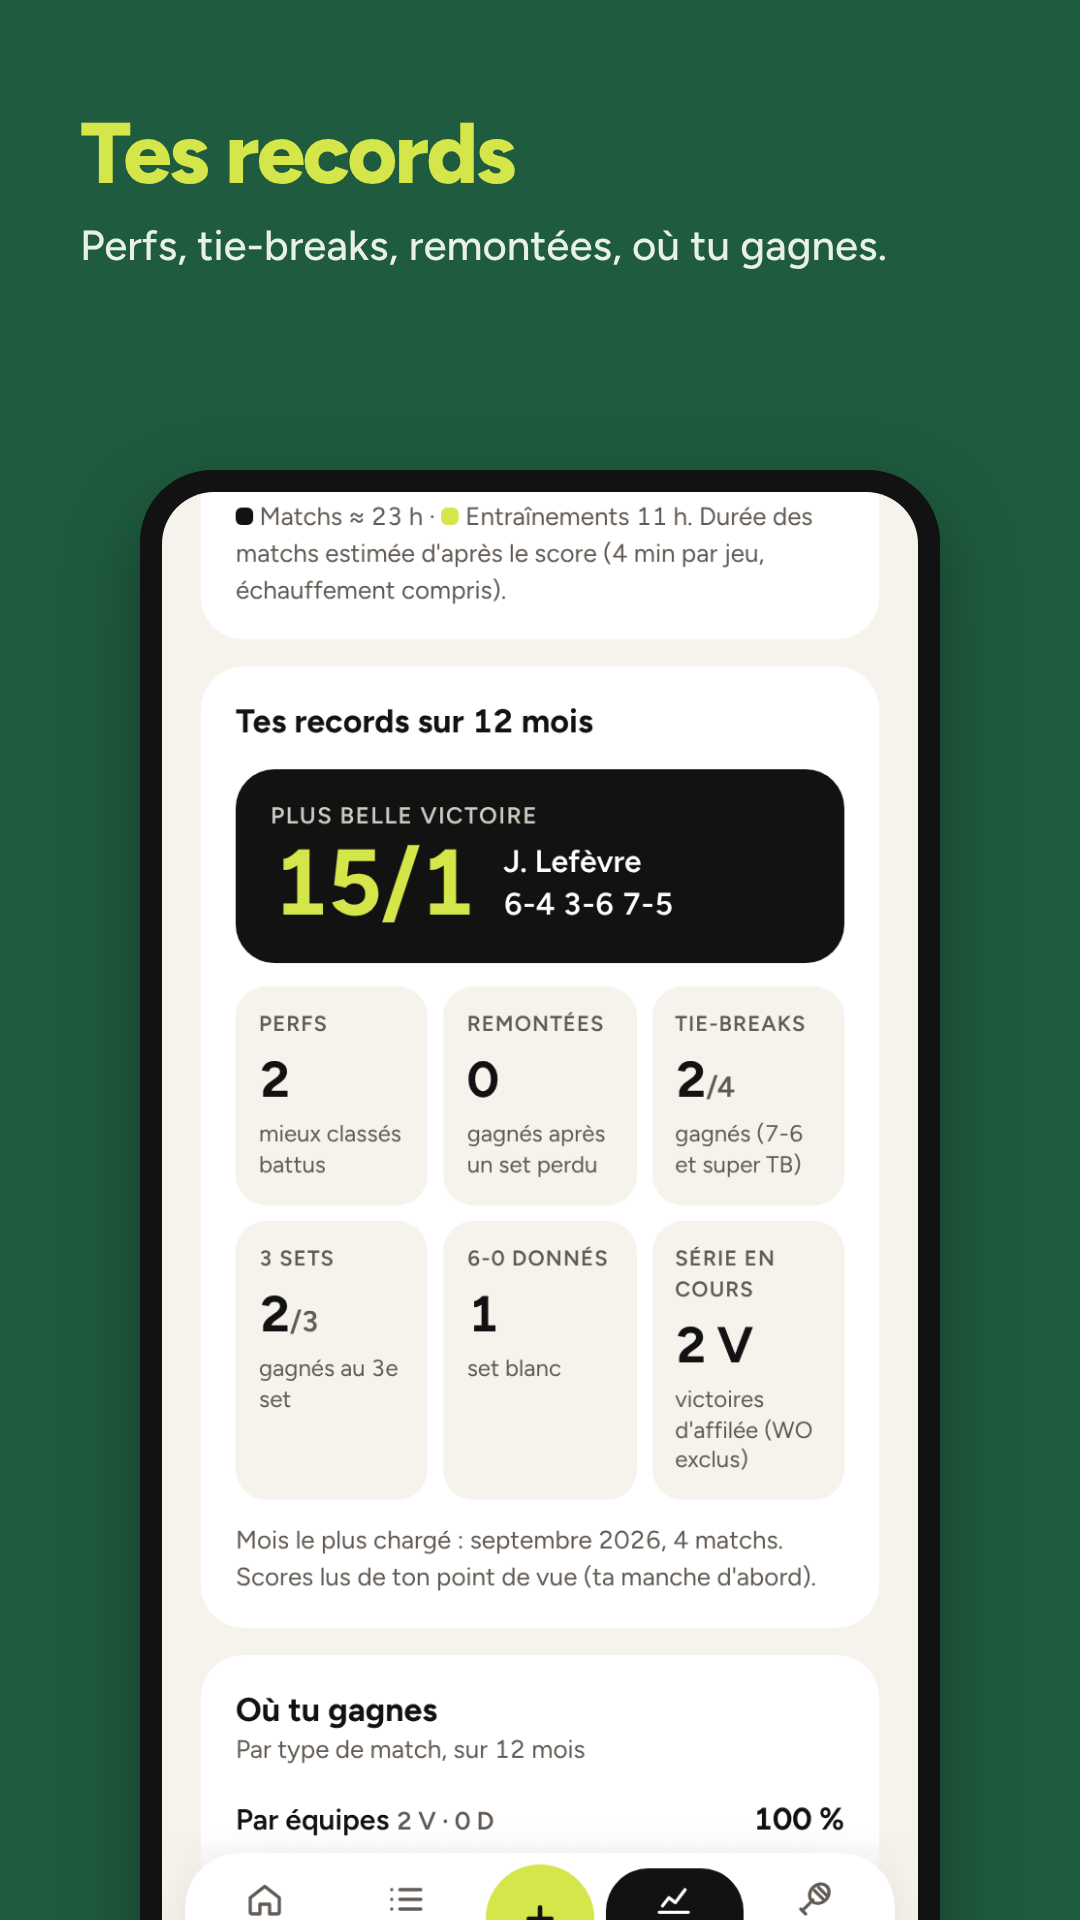 Tes records
Perfs, tie-breaks, remontées, où tu gagnes.
Matchs ≈ 23 h · Entraînements 11 h. Durée des
matchs estimée d'après le score (4 min par jeu,
échauffement compris).
Tes records sur 12 mois
PLUS BELLE VICTOIRE
15/1
J. Lefèvre
6-4 3-6 7-5
PERFS
2
mieux classés
battus
REMONTÉES
0
gagnés après
un set perdu
TIE-BREAKS
2/4
gagnés (7-6
et super TB)
3 SETS
2/3
gagnés au 3e
set
6-0 DONNÉS
1
set blanc
SÉRIE EN
COURS
2 V
victoires
d'affilée (WO
exclus)
Mois le plus chargé : septembre 2026, 4 matchs.
Scores lus de ton point de vue (ta manche d'abord).
Où tu gagnes
Par type de match, sur 12 mois
Par équipes 2 V · 0 D
100 %